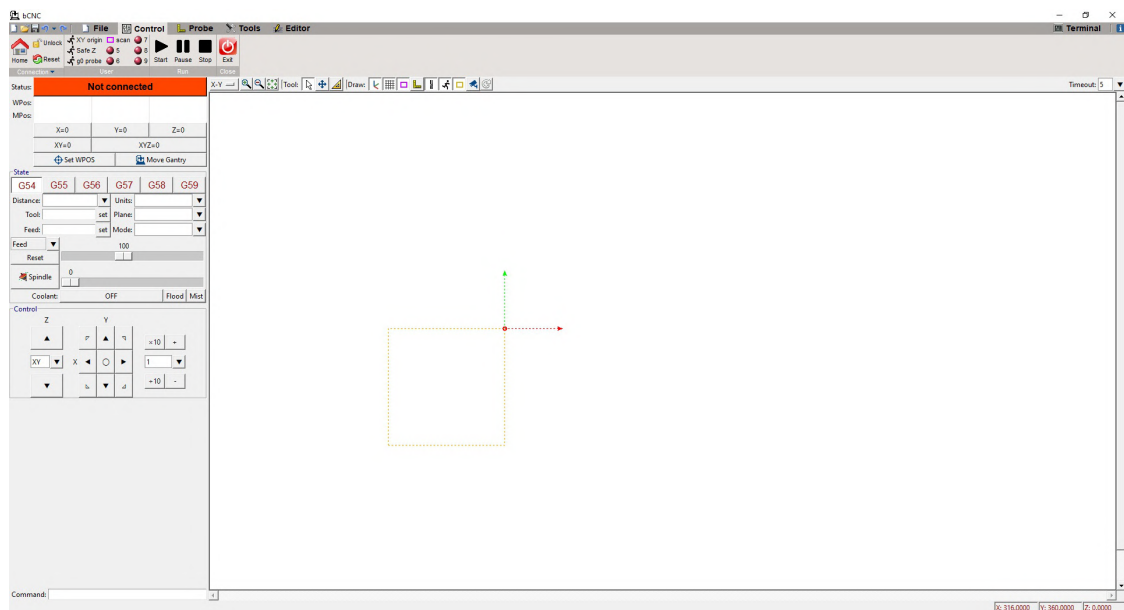 bCNC
File Control Probe Tools Editor Terminal
Home Unlock Reset XY origin scan 7 Safe Z 5 8 g0 probe 6 9 Start Pause Stop Exit
Connection User Run Close
Status: Not connected X-Y Tool: Draw: Timeout: 5
WPos:
MPos:
X=0 Y=0 Z=0
XY=0 XYZ=0
Set WPOS Move Gantry
State
G54 G55 G56 G57 G58 G59
Distance: Units:
Tool: set Plane:
Feed: set Mode:
Feed 100
Reset
Spindle 0
Coolant: OFF Flood Mist
Control
Z Y
×10 +
XY X 1
÷10 -
Command:
X: 316.0000 Y: 360.0000 Z: 0.0000